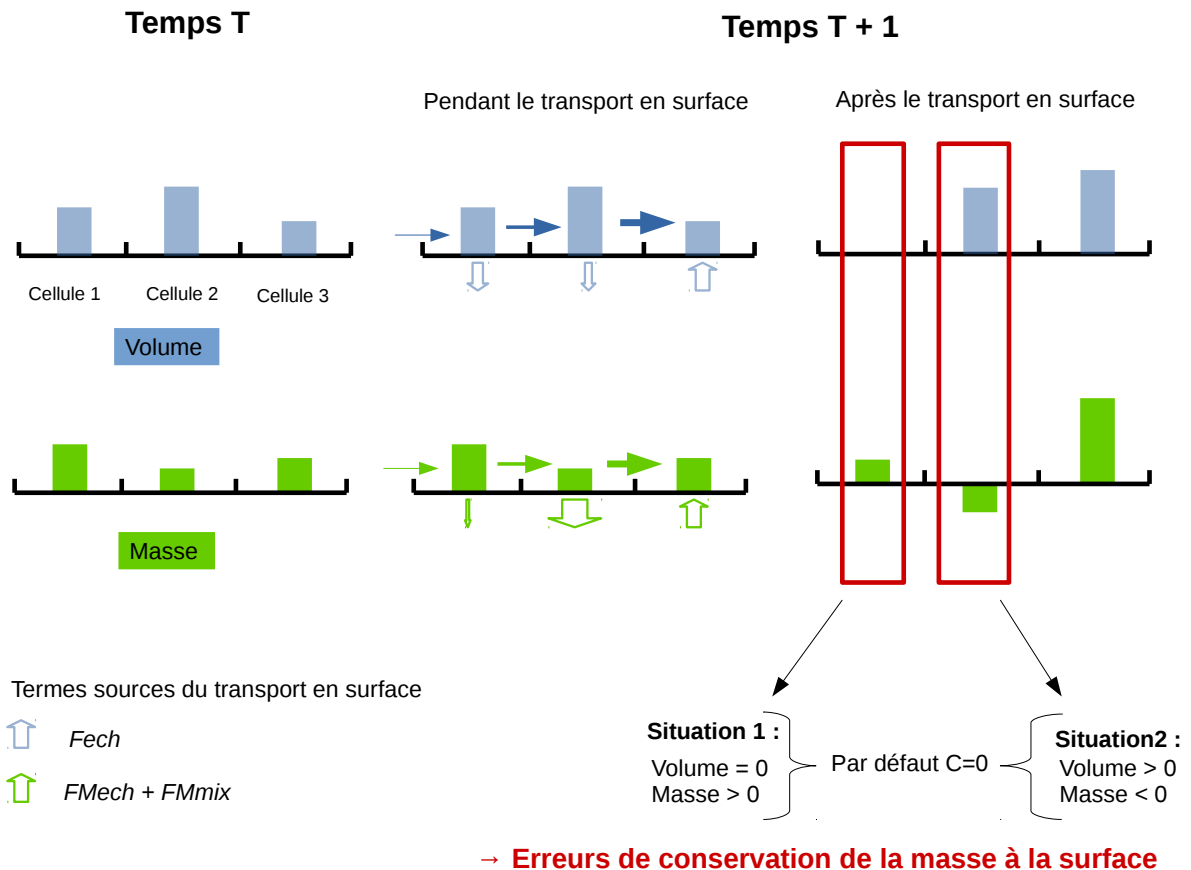 Temps T
Temps T + 1
Pendant le transport en surface
Après le transport en surface
Cellule 1
Cellule 2
Cellule 3
Volume
Masse
Termes sources du transport en surface
Fech
FMech + FMmix
Situation 1 :
Volume = 0
Masse > 0
Par défaut C=0
Situation2 :
Volume > 0
Masse < 0
→ Erreurs de conservation de la masse à la surface